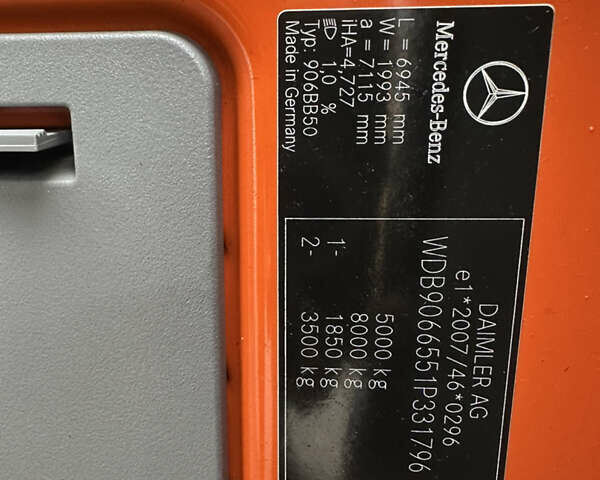 Mercedes-Benz
L = 6945 mm
W = 1993 mm
a = 7115 mm
iHA=4,727
1,0 %
Typ: 906BB50
Made in Germany
DAIMLER AG
e1*2007/46*0296
WDB9066551P331796
5000 kg
8000 kg
1- 1850 kg
2- 3500 kg